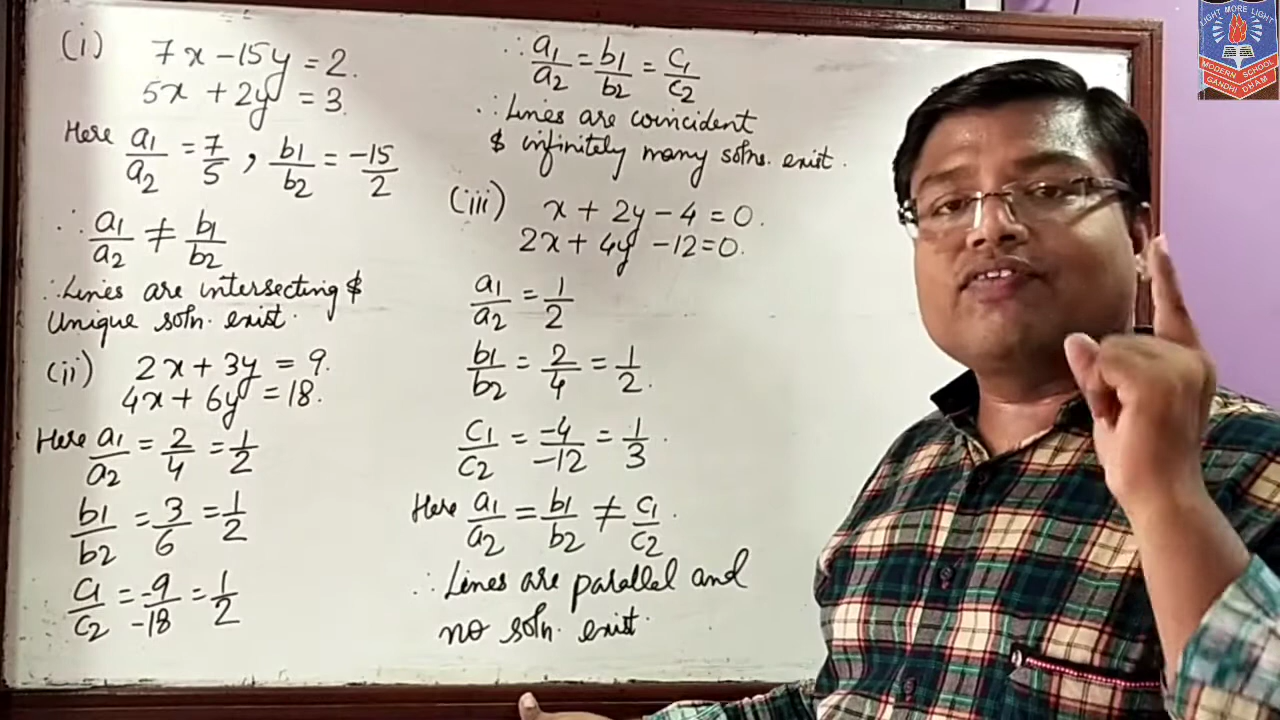 (i) 7x - 15y = 2.
5x + 2y = 3.
Here a1/a2 = 7/5, b1/b2 = -15/2
∴ a1/a2 ≠ b1/b2
∴ Lines are intersecting &
Unique soln. exist.
(ii) 2x + 3y = 9.
4x + 6y = 18.
Here a1/a2 = 2/4 = 1/2
b1/b2 = 3/6 = 1/2
c1/c2 = -9/-18 = 1/2
∴ a1/a2 = b1/b2 = c1/c2
∴ Lines are coincident
& infinitely many solns. exist.
(iii) x + 2y - 4 = 0.
2x + 4y - 12 = 0.
a1/a2 = 1/2
b1/b2 = 2/4 = 1/2.
c1/c2 = -4/-12 = 1/3.
Here a1/a2 = b1/b2 ≠ c1/c2.
∴ Lines are parallel and
no soln. exist.
LIGHT MORE LIGHT
MODERN SCHOOL
GANDHI DHAM